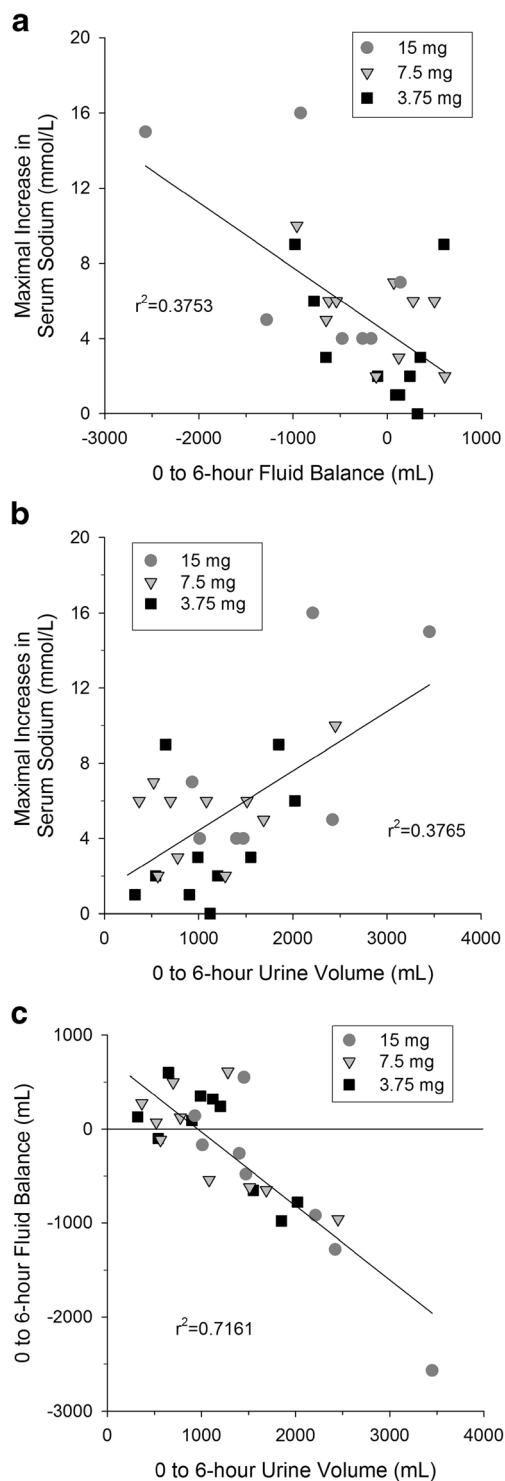 a
20
16
12
8
4
0
Maximal Increase in
Serum Sodium (mmol/L)
15 mg
7.5 mg
3.75 mg
r²=0.3753
-3000 -2000 -1000 0 1000
0 to 6-hour Fluid Balance (mL)
b
20
16
12
8
4
0
Maximal Increases in
Serum Sodium (mmol/L)
15 mg
7.5 mg
3.75 mg
r²=0.3765
0 1000 2000 3000 4000
0 to 6-hour Urine Volume (mL)
c
1000
0
-1000
-2000
-3000
0 to 6-hour Fluid Balance (mL)
15 mg
7.5 mg
3.75 mg
r²=0.7161
0 1000 2000 3000 4000
0 to 6-hour Urine Volume (mL)